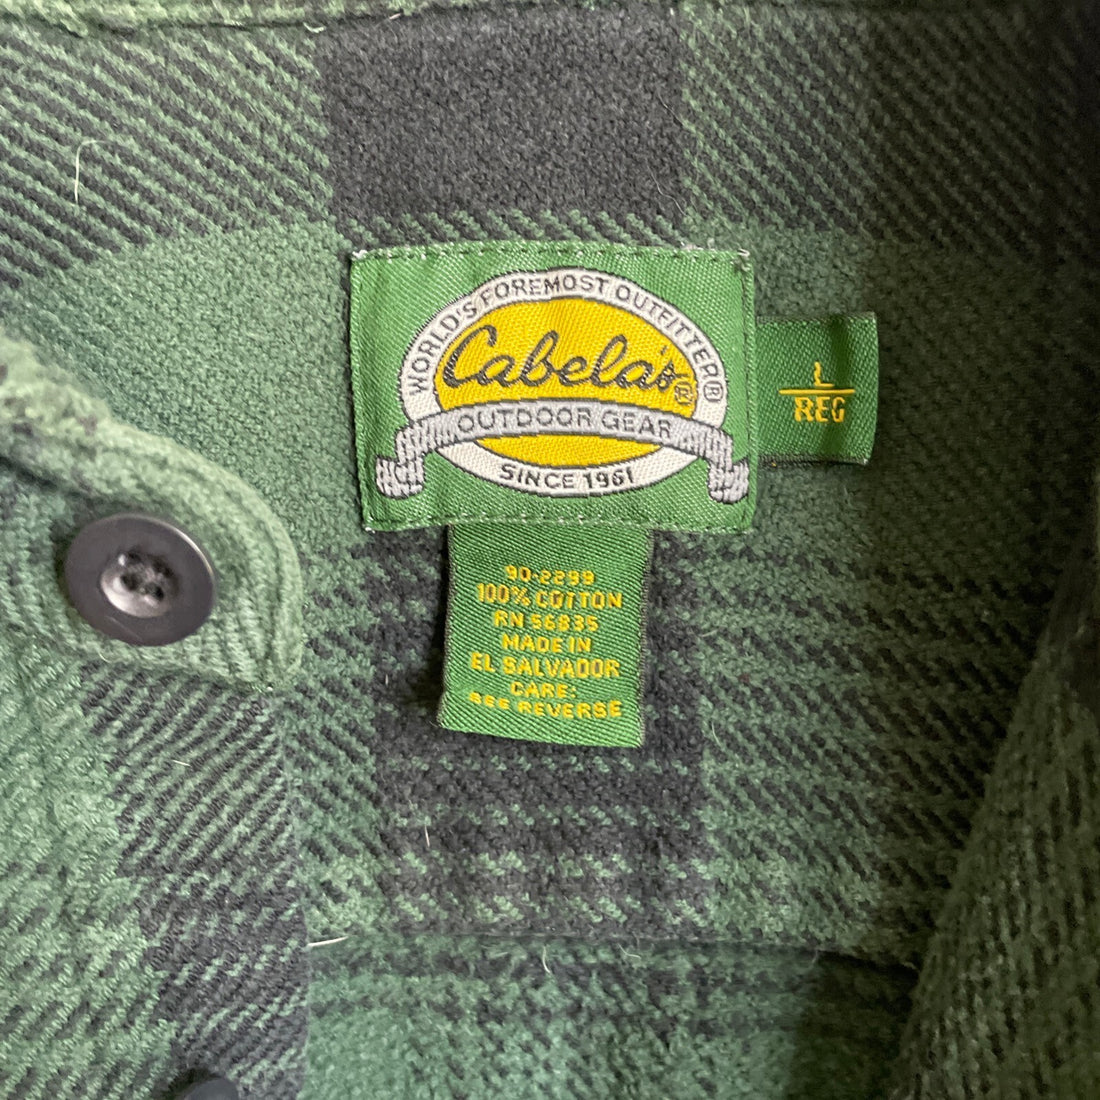 WORLD'S FOREMOST OUTFITTER®
Cabela's®
OUTDOOR GEAR
SINCE 1961
L
REG
90-2299
100% COTTON
RN 56835
MADE IN
EL SALVADOR
CARE:
SEE REVERSE